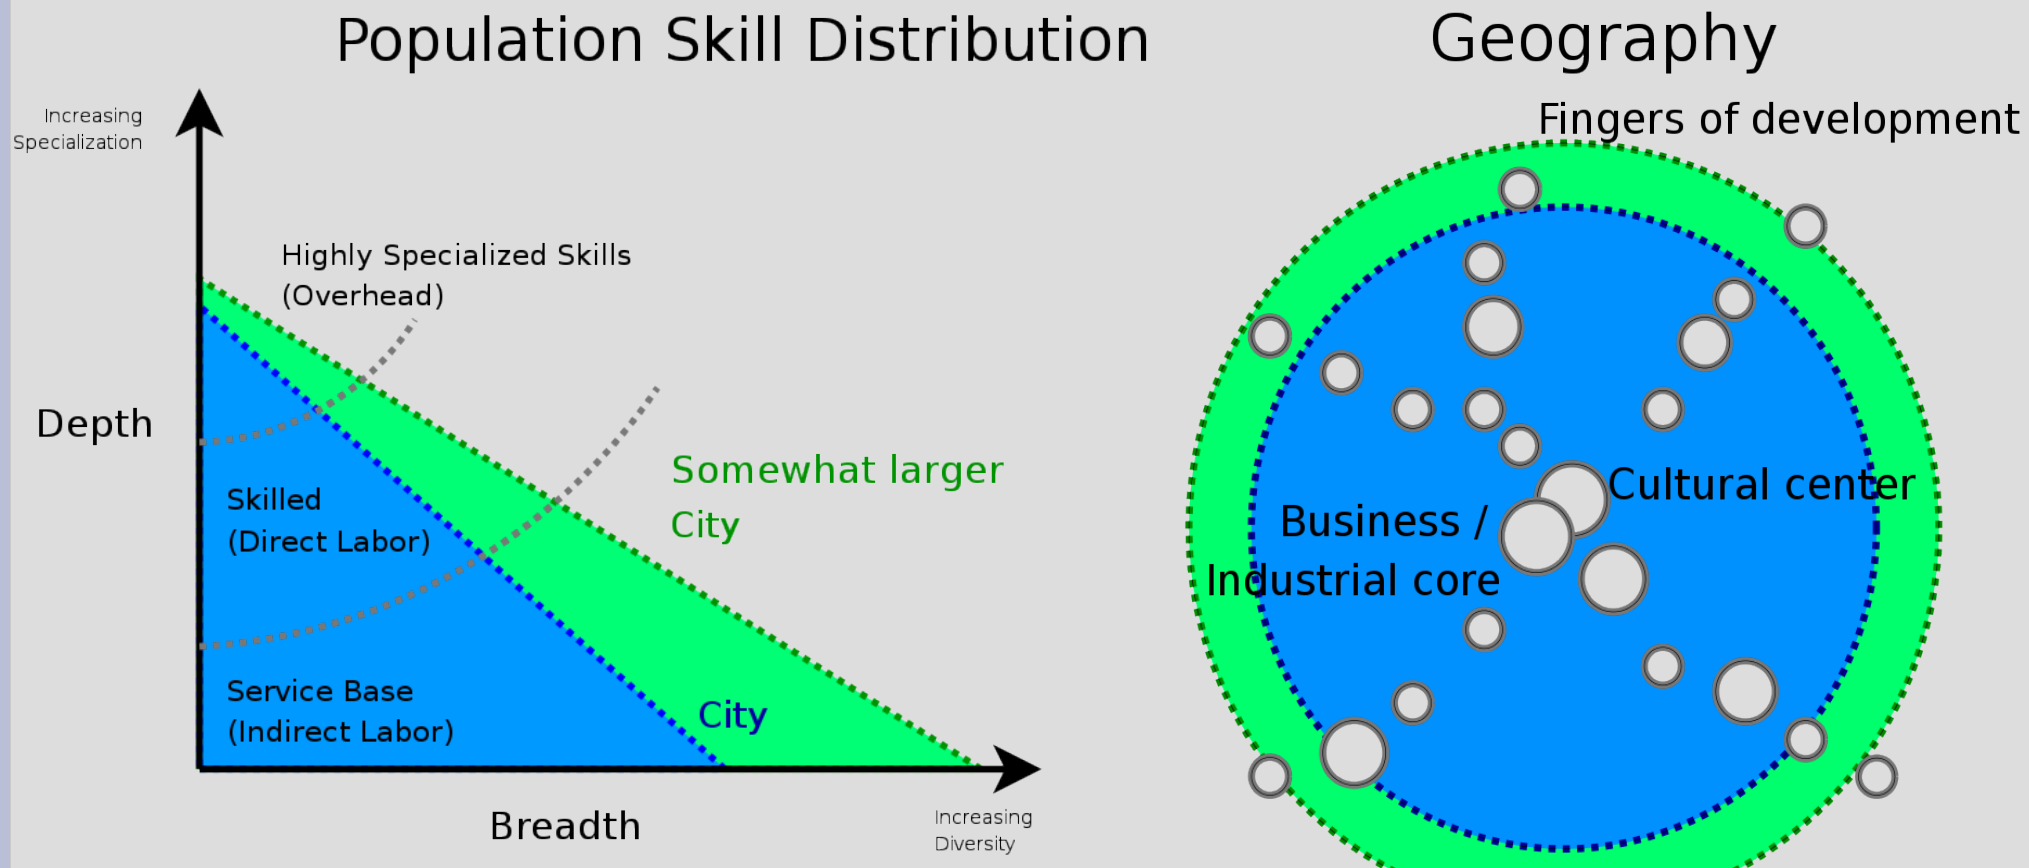 Population Skill Distribution
Increasing
Specialization
Highly Specialized Skills
(Overhead)
Depth
Skilled
(Direct Labor)
Somewhat larger
City
Service Base
(Indirect Labor)
City
Breadth
Increasing
Diversity
Geography
Fingers of development
Cultural center
Business /
Industrial core